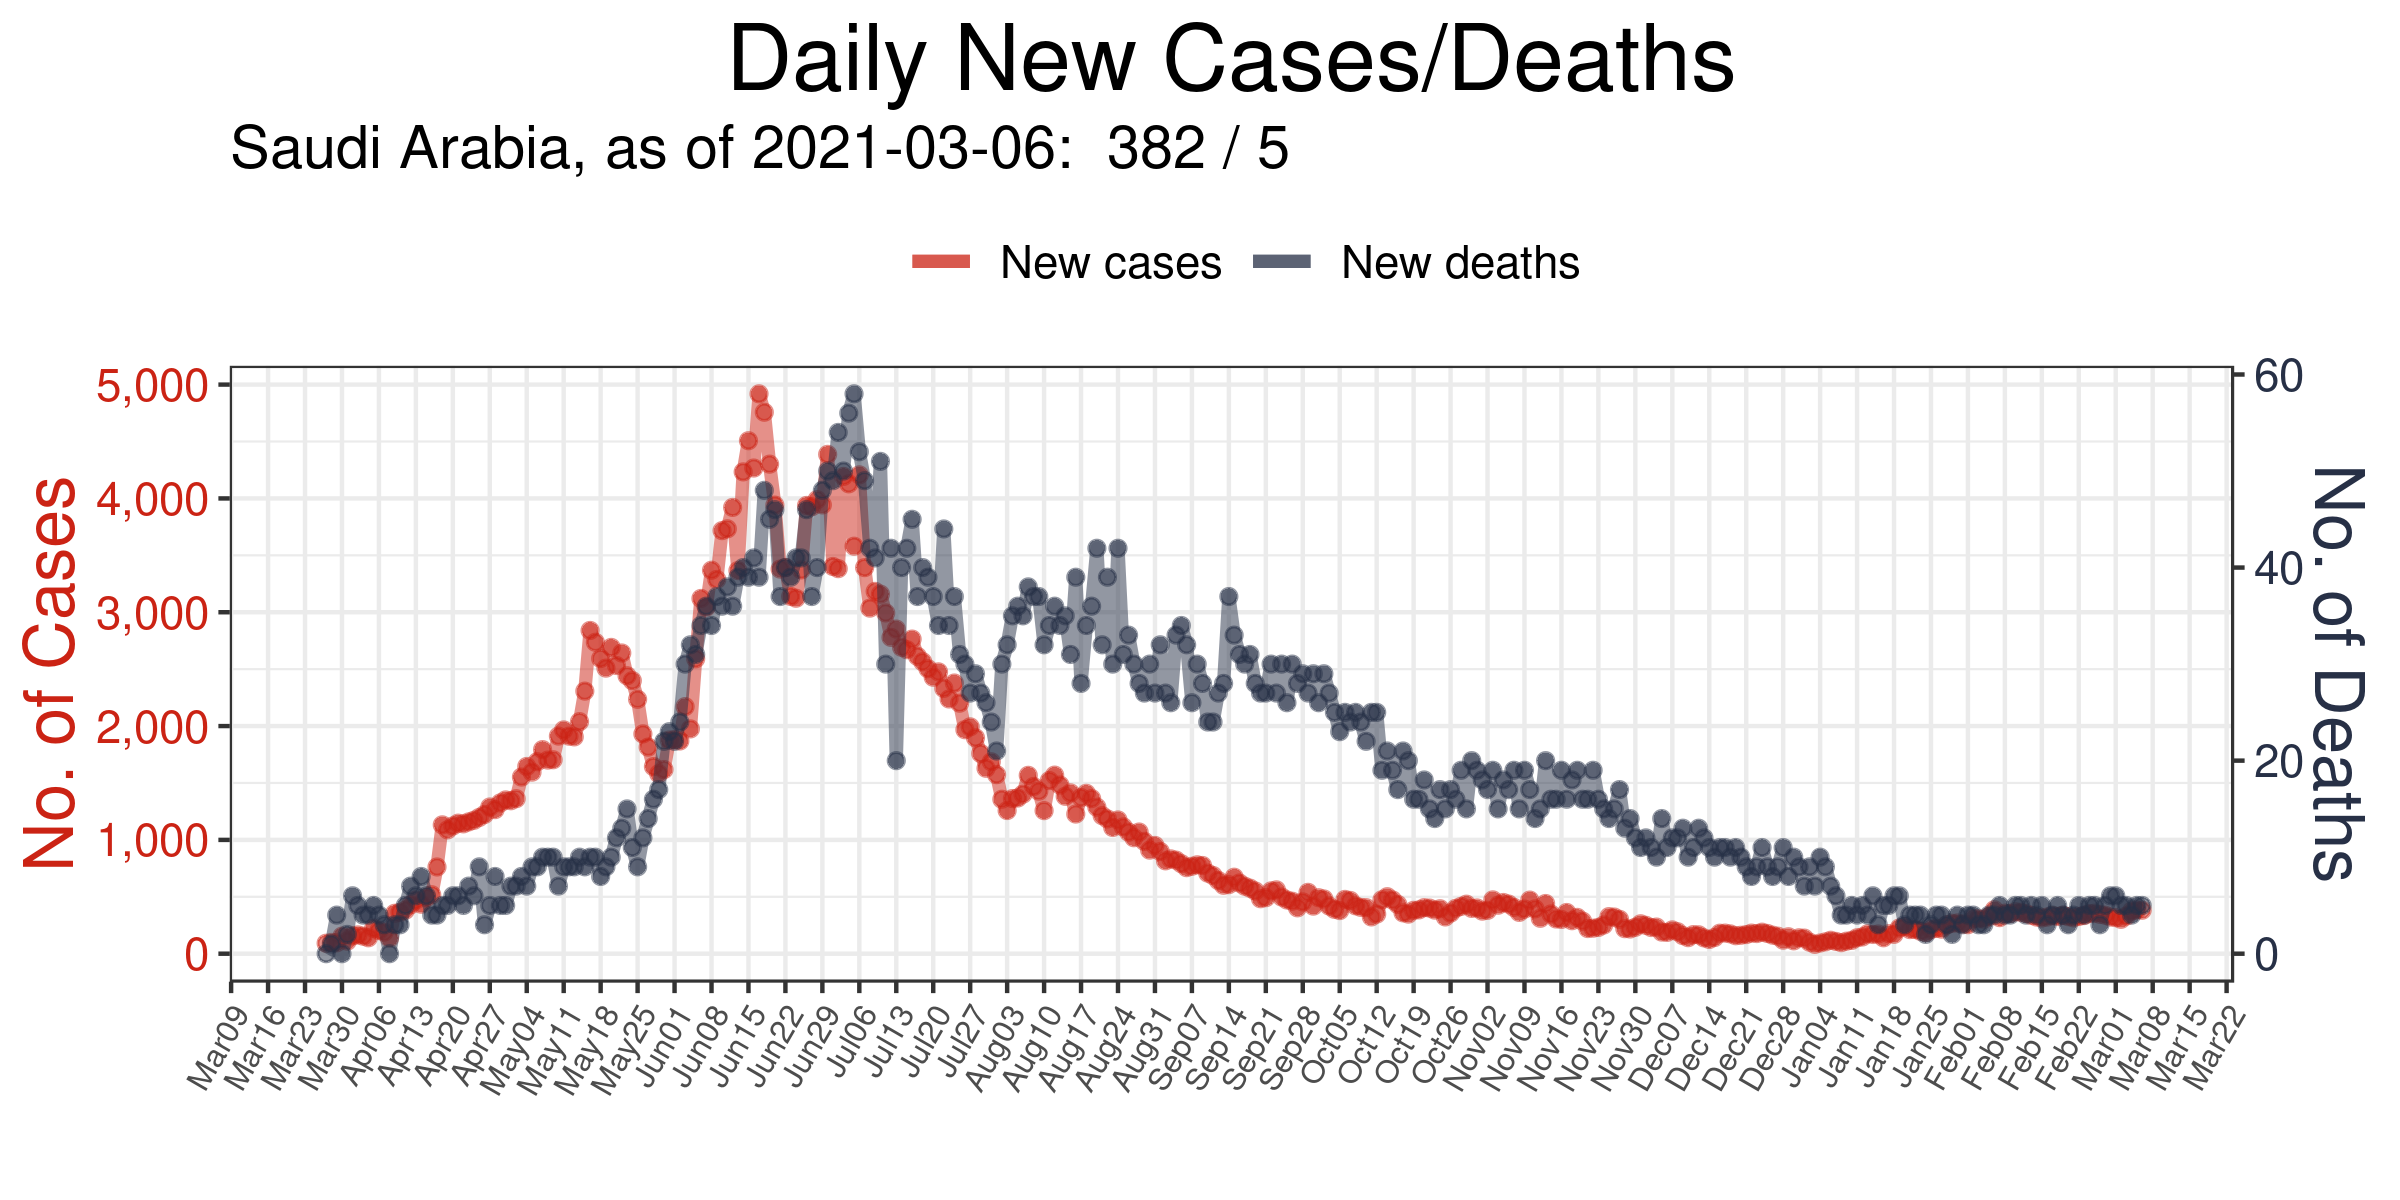 Daily New Cases/Deaths
Saudi Arabia, as of 2021-03-06: 382 / 5
New cases
New deaths
No. of Cases
5,000
4,000
3,000
2,000
1,000
0
60
40
20
0
No. of Deaths
Mar09
Mar16
Mar23
Mar30
Apr06
Apr13
Apr20
Apr27
May04
May11
May18
May25
Jun01
Jun08
Jun15
Jun22
Jun29
Jul06
Jul13
Jul20
Jul27
Aug03
Aug10
Aug17
Aug24
Aug31
Sep07
Sep14
Sep21
Sep28
Oct05
Oct12
Oct19
Oct26
Nov02
Nov09
Nov16
Nov23
Nov30
Dec07
Dec14
Dec21
Dec28
Jan04
Jan11
Jan18
Jan25
Feb01
Feb08
Feb15
Feb22
Mar01
Mar08
Mar15
Mar22